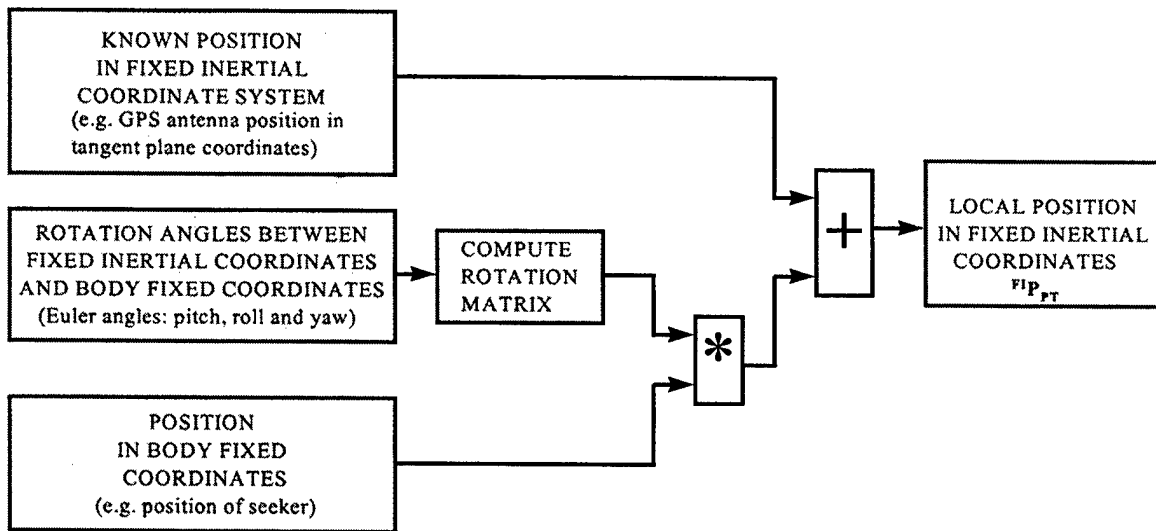 KNOWN POSITION
IN FIXED INERTIAL
COORDINATE SYSTEM
(e.g. GPS antenna position in
tangent plane coordinates)
ROTATION ANGLES BETWEEN
FIXED INERTIAL COORDINATES
AND BODY FIXED COORDINATES
(Euler angles: pitch, roll and yaw)
COMPUTE
ROTATION
MATRIX
POSITION
IN BODY FIXED
COORDINATES
(e.g. position of seeker)
*
+
LOCAL POSITION
IN FIXED INERTIAL
COORDINATES
FIP PT